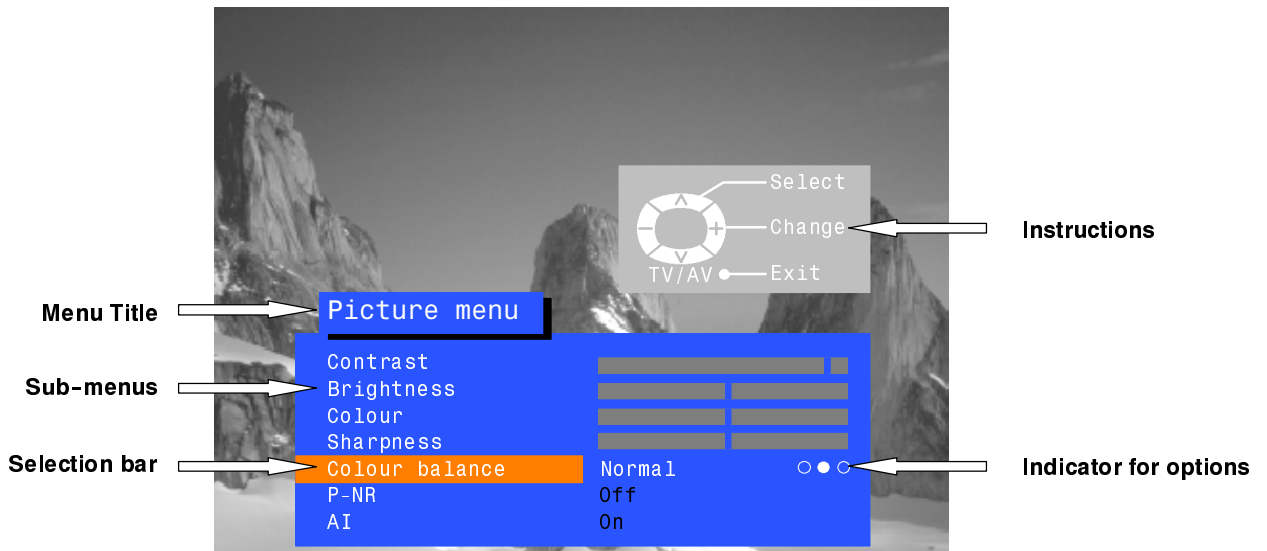 Select
Change
TV/AV Exit
Instructions
Menu Title
Picture menu
Sub-menus
Contrast
Brightness
Colour
Sharpness
Selection bar
Colour balance Normal
Indicator for options
P-NR Off
AI On